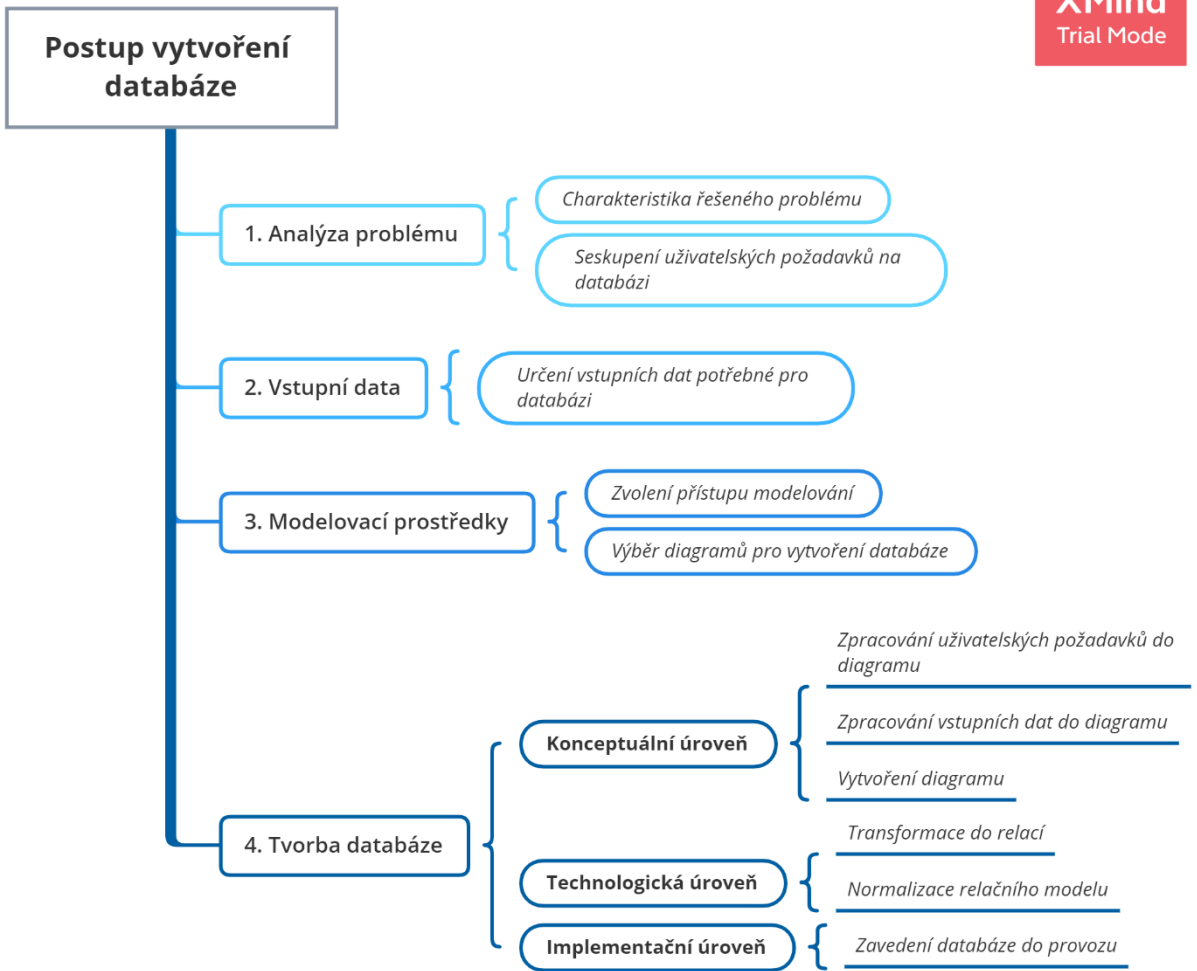 XMind
Trial Mode
Postup vytvoření
databáze
1. Analýza problému
Charakteristika řešeného problému
Seskupení uživatelských požadavků na
databázi
2. Vstupní data
Určení vstupních dat potřebné pro
databázi
3. Modelovací prostředky
Zvolení přístupu modelování
Výběr diagramů pro vytvoření databáze
4. Tvorba databáze
Konceptuální úroveň
Zpracování uživatelských požadavků do
diagramu
Zpracování vstupních dat do diagramu
Vytvoření diagramu
Technologická úroveň
Transformace do relací
Normalizace relačního modelu
Implementační úroveň
Zavedení databáze do provozu